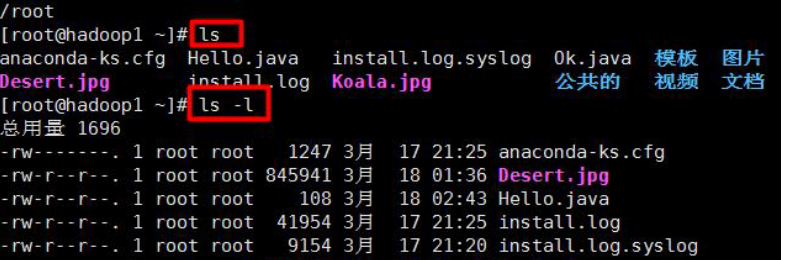 /root
[root@hadoop1 ~]# ls
anaconda-ks.cfg Hello.java install.log.syslog Ok.java 模板 图片
Desert.jpg install.log Koala.jpg 公共的 视频 文档
[root@hadoop1 ~]# ls -l
总用量 1696
-rw-------. 1 root root 1247 3月 17 21:25 anaconda-ks.cfg
-rw-r--r--. 1 root root 845941 3月 18 01:36 Desert.jpg
-rw-r--r--. 1 root root 108 3月 18 02:43 Hello.java
-rw-r--r--. 1 root root 41954 3月 17 21:25 install.log
-rw-r--r--. 1 root root 9154 3月 17 21:20 install.log.syslog